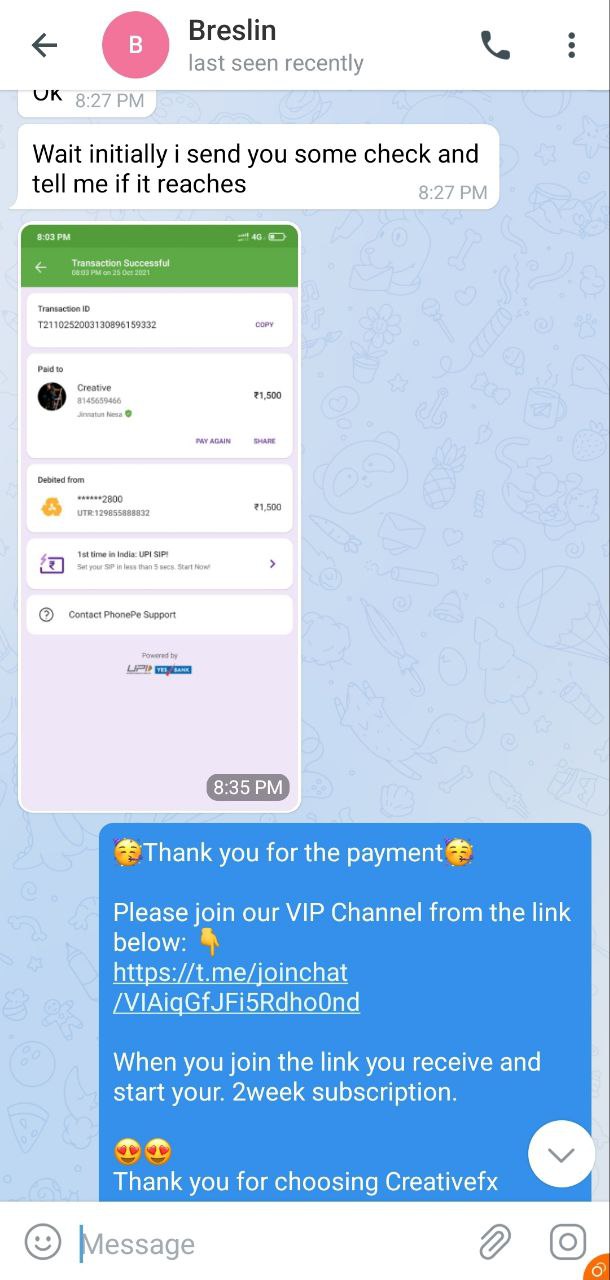 B
Breslin
last seen recently
OK 8:27 PM
Wait initially i send you some check and
tell me if it reaches
8:27 PM
8:03 PM 4G
Transaction Successful
08:03 PM on 25 Oct 2021
Transaction ID
T2110252003130896159332 COPY
Paid to
Creative ₹1,500
8145659466
Jinnatun Nesa
PAY AGAIN SHARE
Debited from
******2800 ₹1,500
UTR:129855888832
1st time in India: UPI SIP!
Set your SIP in less than 5 secs. Start Now!
Contact PhonePe Support
Powered by
UPI YES BANK
8:35 PM
🥳Thank you for the payment🥳
Please join our VIP Channel from the link
below: 👇
https://t.me/joinchat
/VIAiqGfJFi5Rdho0nd
When you join the link you receive and
start your. 2week subscription.
😍😍
Thank you for choosing Creativefx
Message